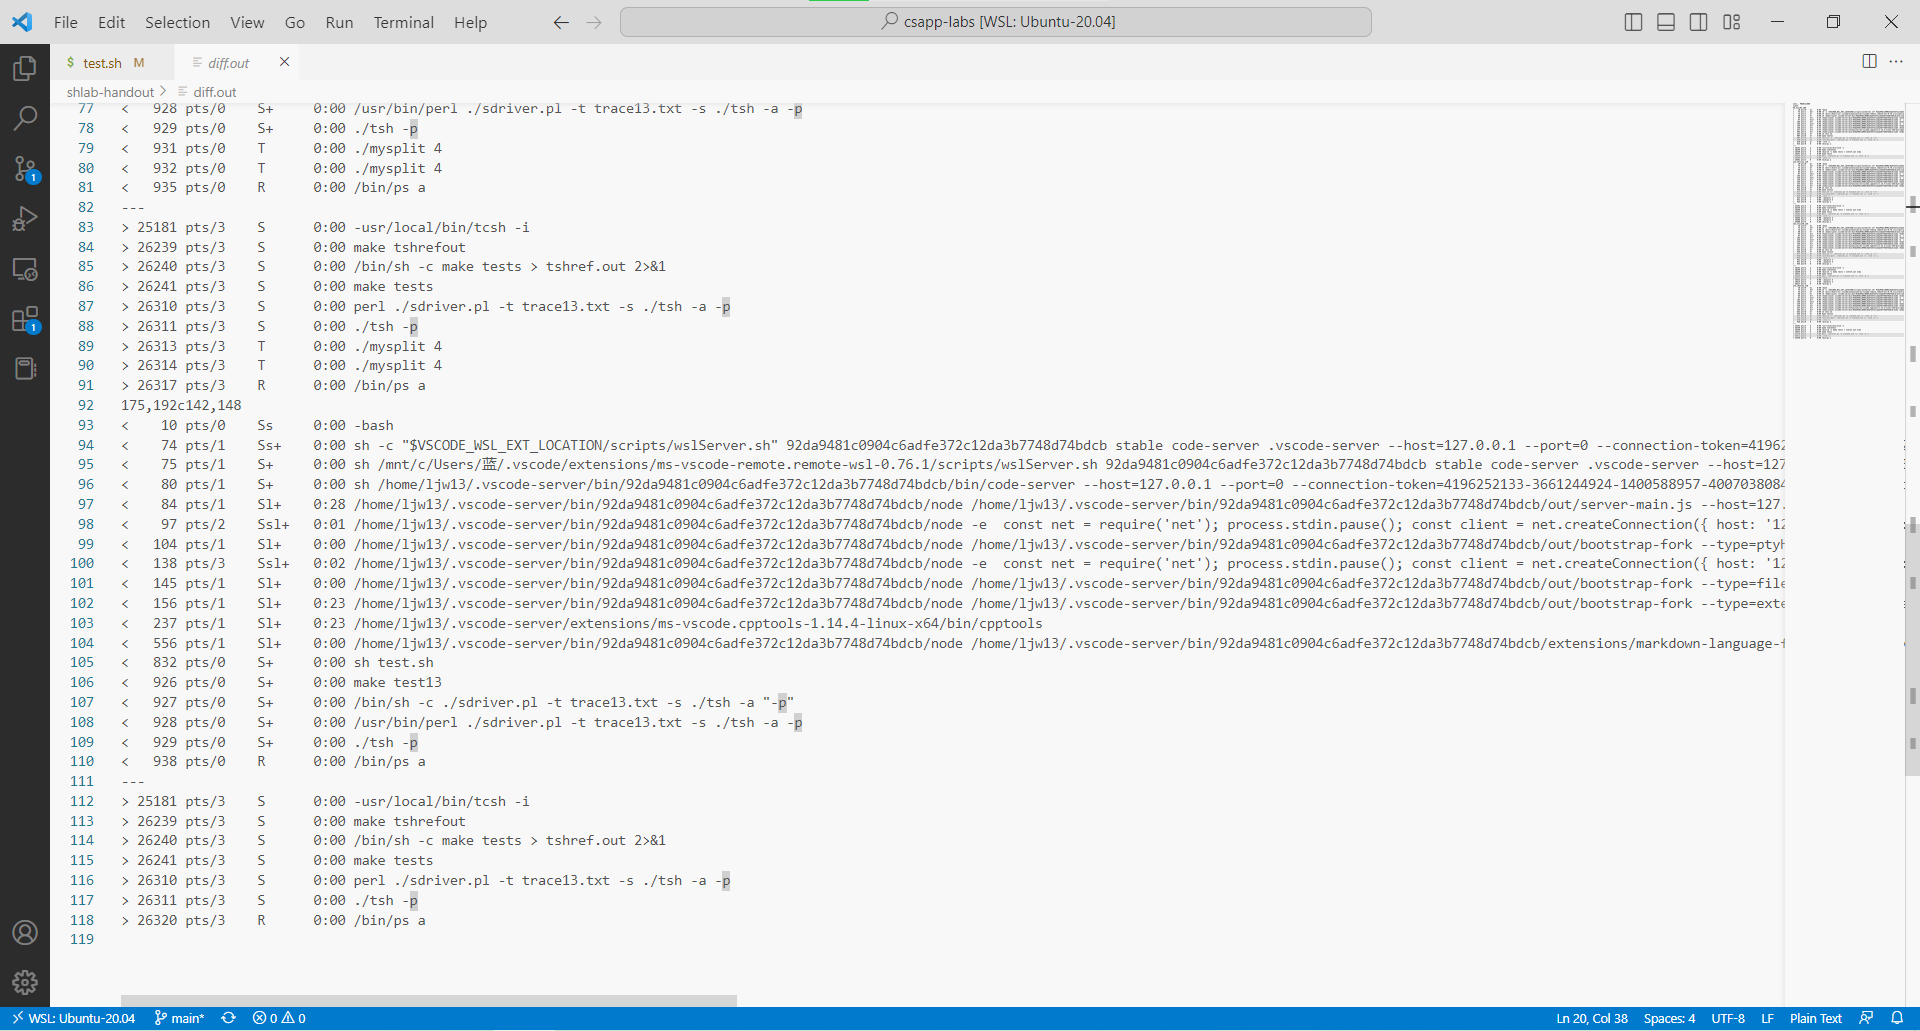 File Edit Selection View Go Run Terminal Help
csapp-labs [WSL: Ubuntu-20.04]
$ test.sh M
diff.out
shlab-handout > diff.out
77 < 928 pts/0 S+ 0:00 /usr/bin/perl ./sdriver.pl -t trace13.txt -s ./tsh -a -p
78 < 929 pts/0 S+ 0:00 ./tsh -p
79 < 931 pts/0 T 0:00 ./mysplit 4
80 < 932 pts/0 T 0:00 ./mysplit 4
81 < 935 pts/0 R 0:00 /bin/ps a
82 ---
83 > 25181 pts/3 S 0:00 -usr/local/bin/tcsh -i
84 > 26239 pts/3 S 0:00 make tshrefout
85 > 26240 pts/3 S 0:00 /bin/sh -c make tests > tshref.out 2>&1
86 > 26241 pts/3 S 0:00 make tests
87 > 26310 pts/3 S 0:00 perl ./sdriver.pl -t trace13.txt -s ./tsh -a -p
88 > 26311 pts/3 S 0:00 ./tsh -p
89 > 26313 pts/3 T 0:00 ./mysplit 4
90 > 26314 pts/3 T 0:00 ./mysplit 4
91 > 26317 pts/3 R 0:00 /bin/ps a
92 175,192c142,148
93 < 10 pts/0 Ss 0:00 -bash
94 < 74 pts/1 Ss+ 0:00 sh -c "$VSCODE_WSL_EXT_LOCATION/scripts/wslServer.sh" 92da9481c0904c6adfe372c12da3b7748d74bdcb stable code-server .vscode-server --host=127.0.0.1 --port=0 --connection-token=41962
95 < 75 pts/1 S+ 0:00 sh /mnt/c/Users/蓝/.vscode/extensions/ms-vscode-remote.remote-wsl-0.76.1/scripts/wslServer.sh 92da9481c0904c6adfe372c12da3b7748d74bdcb stable code-server .vscode-server --host=127
96 < 80 pts/1 S+ 0:00 sh /home/ljw13/.vscode-server/bin/92da9481c0904c6adfe372c12da3b7748d74bdcb/bin/code-server --host=127.0.0.1 --port=0 --connection-token=4196252133-3661244924-1400588957-4007038084
97 < 84 pts/1 Sl+ 0:28 /home/ljw13/.vscode-server/bin/92da9481c0904c6adfe372c12da3b7748d74bdcb/node /home/ljw13/.vscode-server/bin/92da9481c0904c6adfe372c12da3b7748d74bdcb/out/server-main.js --host=127.
98 < 97 pts/2 Ssl+ 0:01 /home/ljw13/.vscode-server/bin/92da9481c0904c6adfe372c12da3b7748d74bdcb/node -e const net = require('net'); process.stdin.pause(); const client = net.createConnection({ host: '12
99 < 104 pts/1 Sl+ 0:00 /home/ljw13/.vscode-server/bin/92da9481c0904c6adfe372c12da3b7748d74bdcb/node /home/ljw13/.vscode-server/bin/92da9481c0904c6adfe372c12da3b7748d74bdcb/out/bootstrap-fork --type=ptyh
100 < 138 pts/3 Ssl+ 0:02 /home/ljw13/.vscode-server/bin/92da9481c0904c6adfe372c12da3b7748d74bdcb/node -e const net = require('net'); process.stdin.pause(); const client = net.createConnection({ host: '12
101 < 145 pts/1 Sl+ 0:00 /home/ljw13/.vscode-server/bin/92da9481c0904c6adfe372c12da3b7748d74bdcb/node /home/ljw13/.vscode-server/bin/92da9481c0904c6adfe372c12da3b7748d74bdcb/out/bootstrap-fork --type=file
102 < 156 pts/1 Sl+ 0:23 /home/ljw13/.vscode-server/bin/92da9481c0904c6adfe372c12da3b7748d74bdcb/node /home/ljw13/.vscode-server/bin/92da9481c0904c6adfe372c12da3b7748d74bdcb/out/bootstrap-fork --type=exte
103 < 237 pts/1 Sl+ 0:23 /home/ljw13/.vscode-server/extensions/ms-vscode.cpptools-1.14.4-linux-x64/bin/cpptools
104 < 556 pts/1 Sl+ 0:00 /home/ljw13/.vscode-server/bin/92da9481c0904c6adfe372c12da3b7748d74bdcb/node /home/ljw13/.vscode-server/bin/92da9481c0904c6adfe372c12da3b7748d74bdcb/extensions/markdown-language-f
105 < 832 pts/0 S+ 0:00 sh test.sh
106 < 926 pts/0 S+ 0:00 make test13
107 < 927 pts/0 S+ 0:00 /bin/sh -c ./sdriver.pl -t trace13.txt -s ./tsh -a "-p"
108 < 928 pts/0 S+ 0:00 /usr/bin/perl ./sdriver.pl -t trace13.txt -s ./tsh -a -p
109 < 929 pts/0 S+ 0:00 ./tsh -p
110 < 938 pts/0 R 0:00 /bin/ps a
111 ---
112 > 25181 pts/3 S 0:00 -usr/local/bin/tcsh -i
113 > 26239 pts/3 S 0:00 make tshrefout
114 > 26240 pts/3 S 0:00 /bin/sh -c make tests > tshref.out 2>&1
115 > 26241 pts/3 S 0:00 make tests
116 > 26310 pts/3 S 0:00 perl ./sdriver.pl -t trace13.txt -s ./tsh -a -p
117 > 26311 pts/3 S 0:00 ./tsh -p
118 > 26320 pts/3 R 0:00 /bin/ps a
119
1
1
WSL: Ubuntu-20.04 main* 0 0 Ln 20, Col 38 Spaces: 4 UTF-8 LF Plain Text